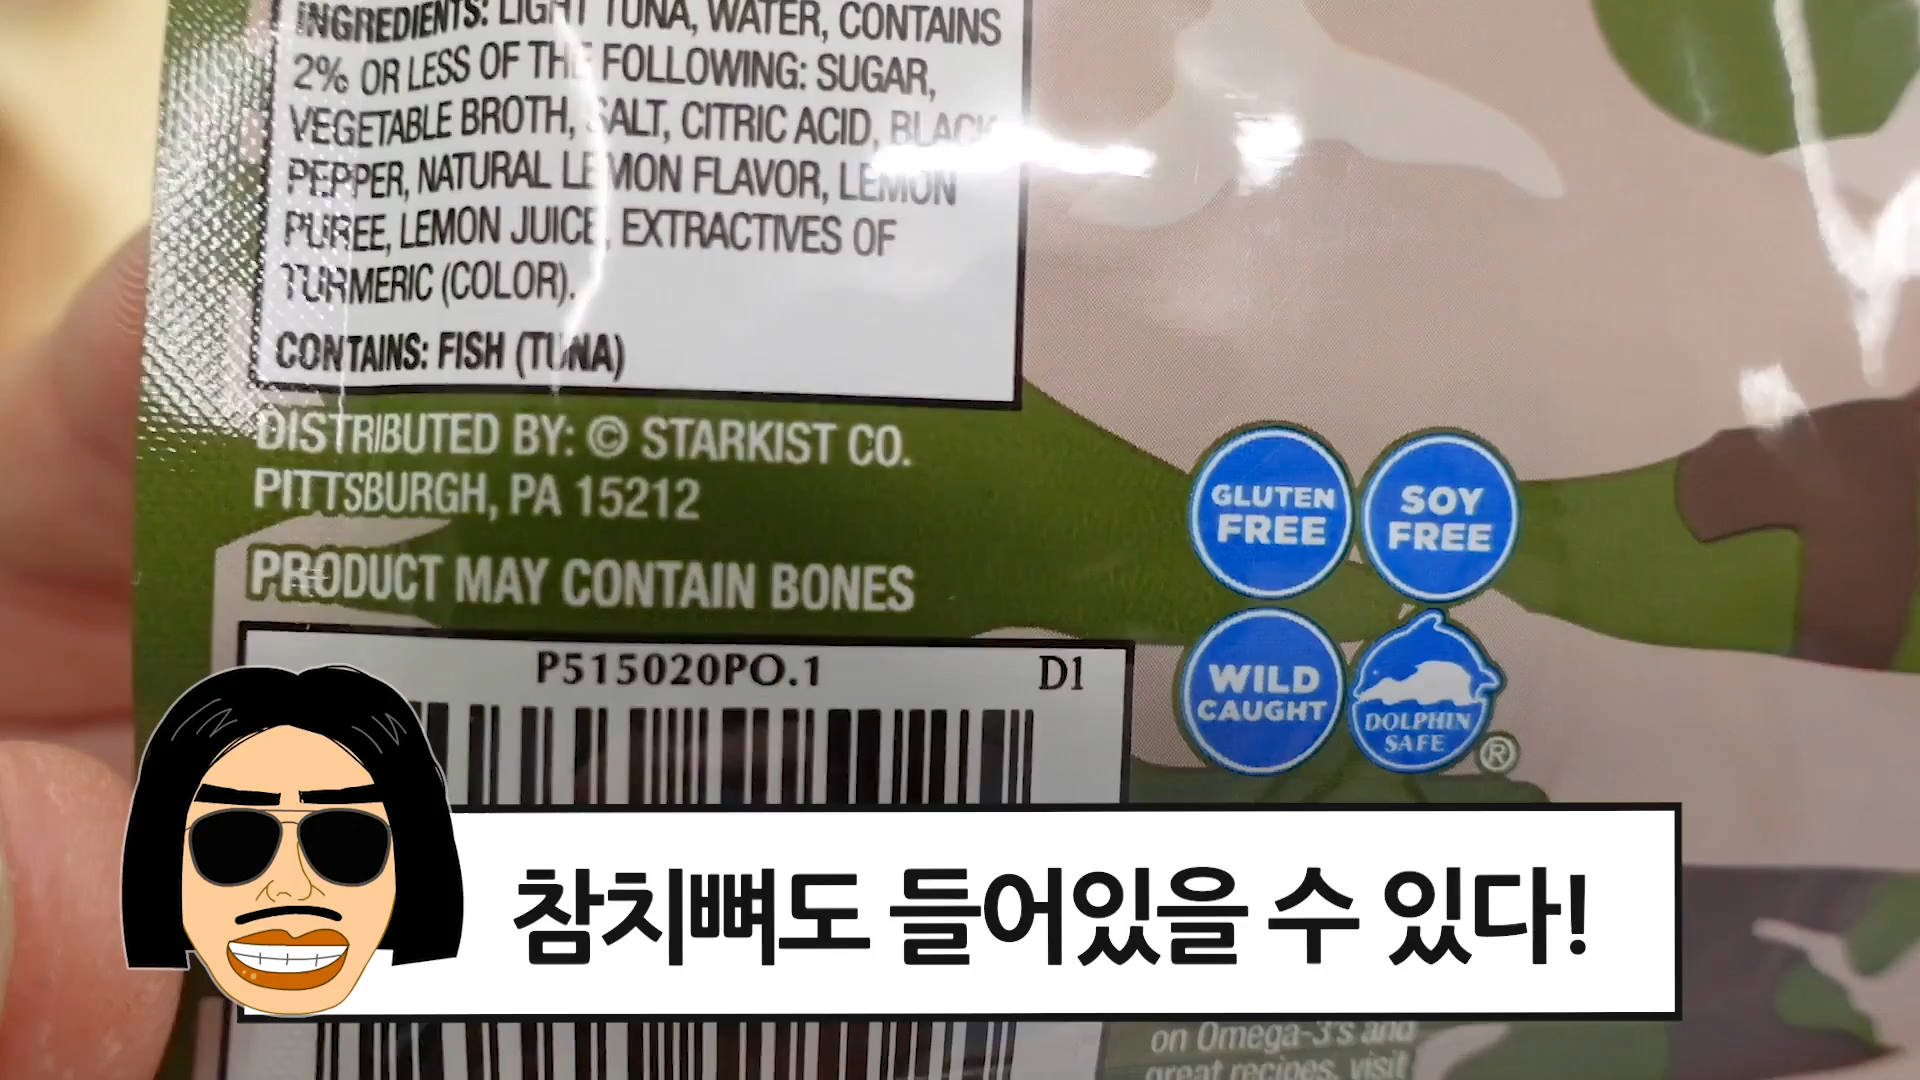 INGREDIENTS: LIGHT TUNA, WATER, CONTAINS
2% OR LESS OF THE FOLLOWING: SUGAR,
VEGETABLE BROTH, SALT, CITRIC ACID, BLACK
PEPPER, NATURAL LEMON FLAVOR, LEMON
PUREE, LEMON JUICE, EXTRACTIVES OF
TURMERIC (COLOR).
CONTAINS: FISH (TUNA)
DISTRIBUTED BY: © STARKIST CO.
PITTSBURGH, PA 15212
PRODUCT MAY CONTAIN BONES
P515020PO.1 D1
GLUTEN
FREE
SOY
FREE
WILD
CAUGHT
DOLPHIN
SAFE
®
참치뼈도 들어있을 수 있다!
on Omega-3's and
great recipes, visit